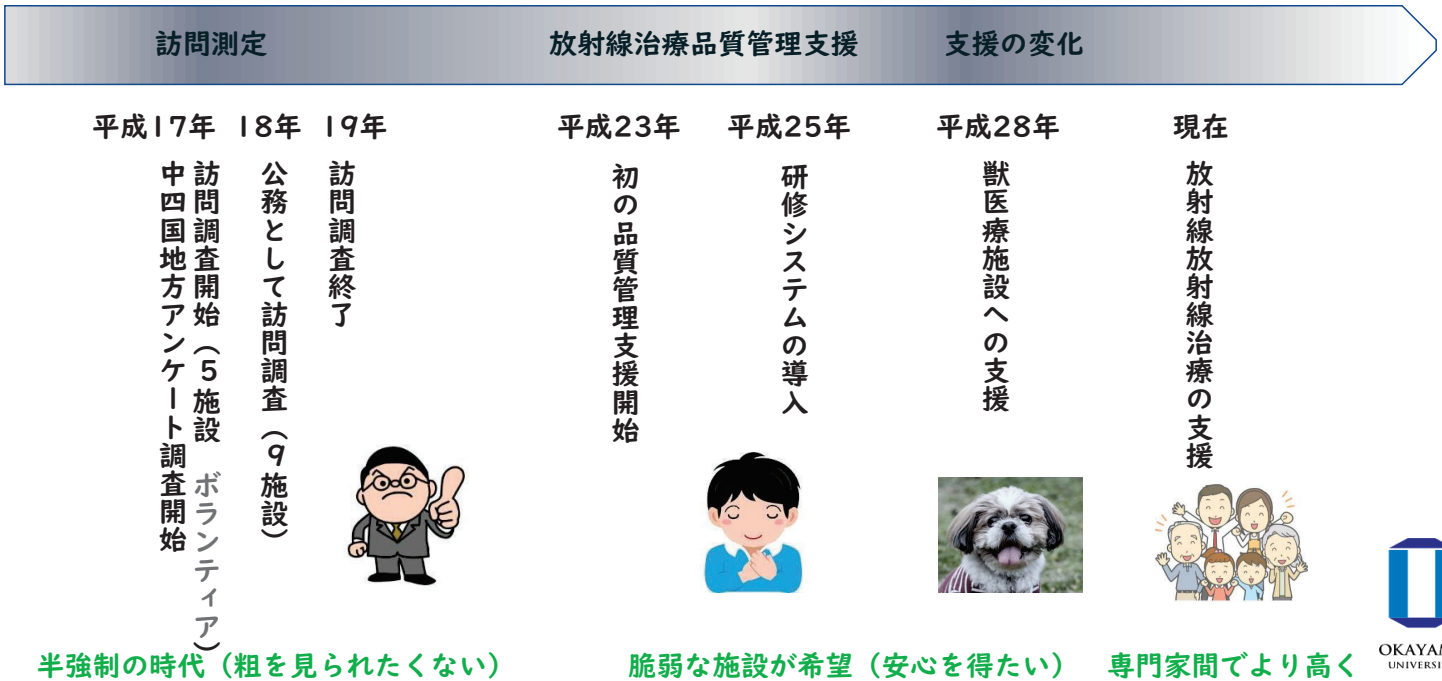 訪問測定
放射線治療品質管理支援
支援の変化
平成17年
18年
19年
平成23年
平成25年
平成28年
現在
訪問調査開始（5施設　ボランティア）
中四国地方アンケート調査開始
公務として訪問調査（9施設）
訪問調査終了
初の品質管理支援開始
研修システムの導入
獣医療施設への支援
放射線放射線治療の支援
半強制の時代（粗を見られたくない）
脆弱な施設が希望（安心を得たい）
専門家間でより高く
OKAYAM
UNIVERSI